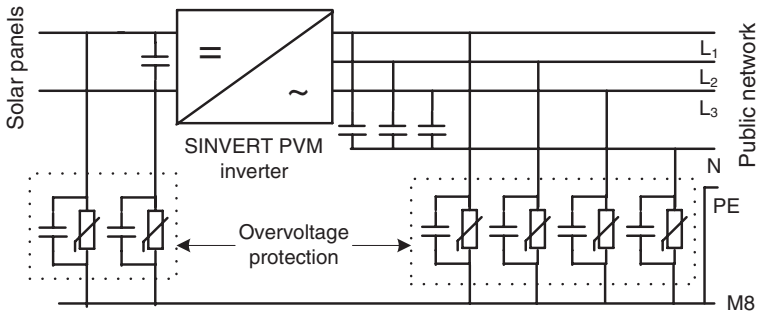 Solar panels
=
~
SINVERT PVM
inverter
L1
L2
L3
N
Public network
PE
Overvoltage
protection
M8